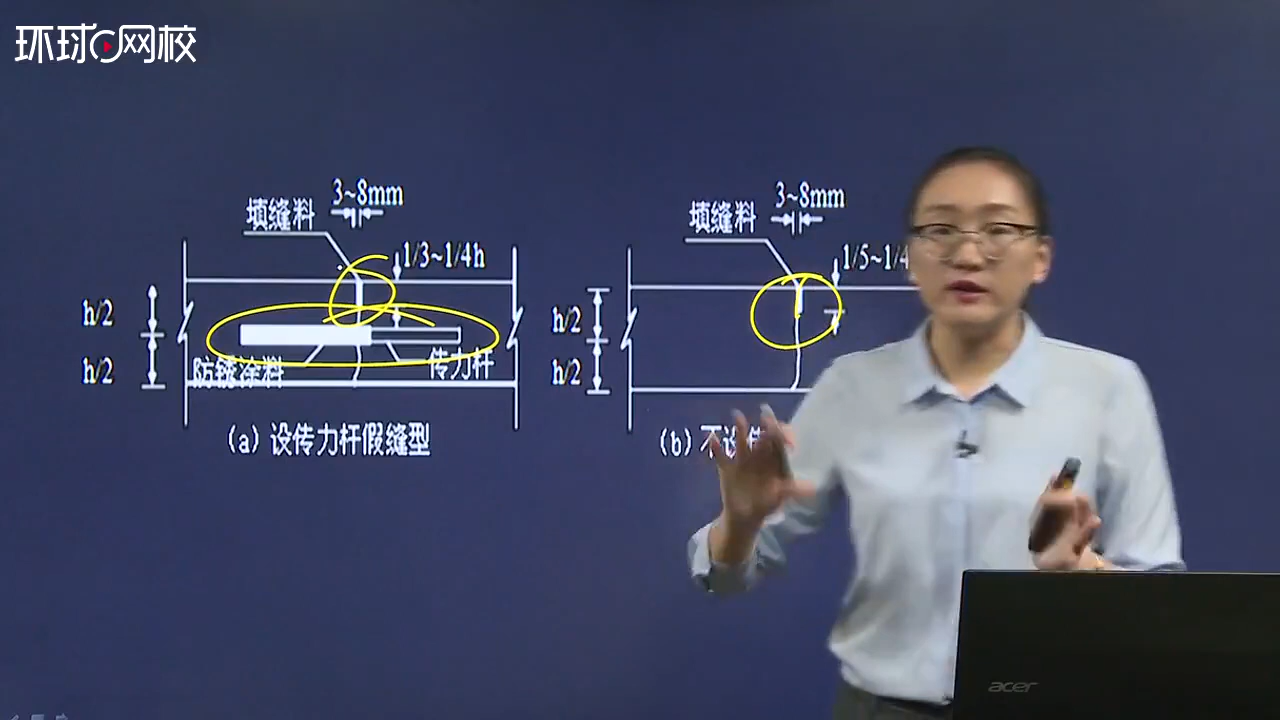 环球网校
3~8mm
填缝料
1/3~1/4h
h/2
h/2
防锈涂料
传力杆
(a) 设传力杆假缝型
3~8mm
填缝料
1/5~1/4
h/2
h/2
(b) 不设传
acer